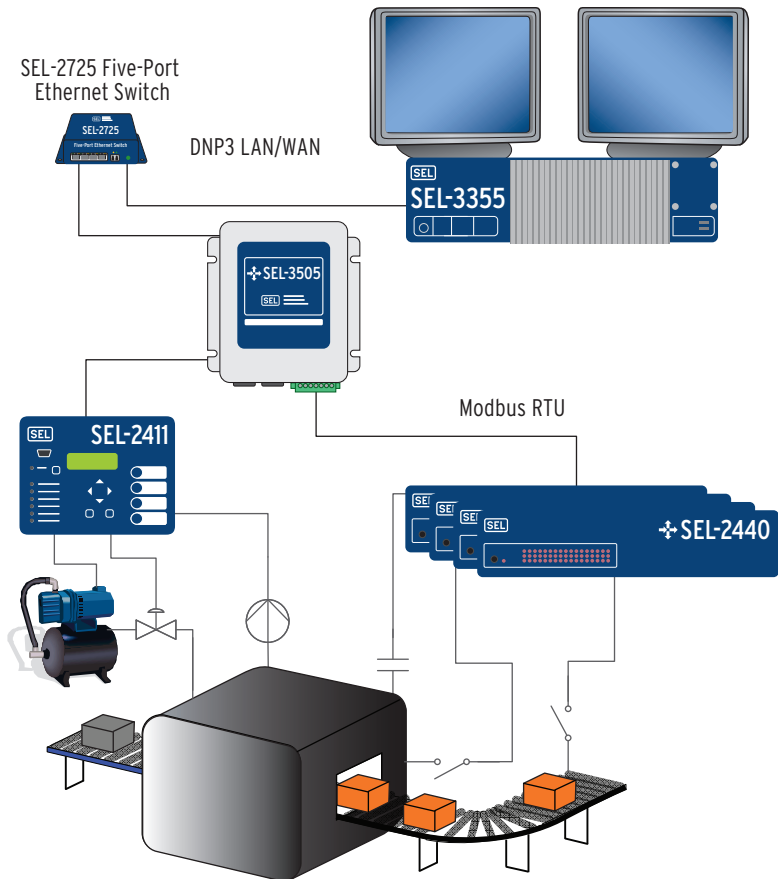 SEL-2725 Five-Port
Ethernet Switch
SEL
SEL-2725
Five-Port Ethernet Switch
DNP3 LAN/WAN
SEL
SEL-3355
SEL-3505
SEL
Modbus RTU
SEL
SEL-2411
SEL
SEL-2440